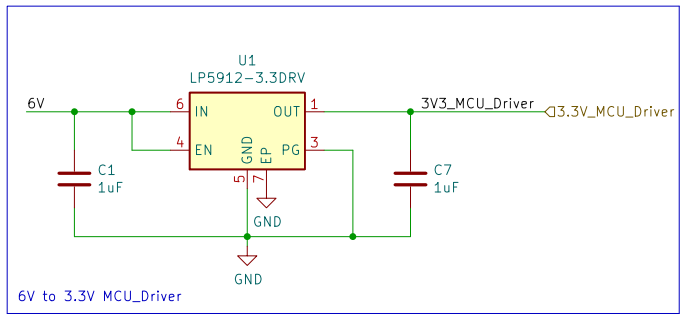 U1
LP5912-3.3DRV
6V
6
IN
OUT
1
3V3_MCU_Driver
3.3V_MCU_Driver
4
EN
GND
EP
PG
3
C1
1uF
5
7
C7
1uF
GND
GND
6V to 3.3V MCU_Driver